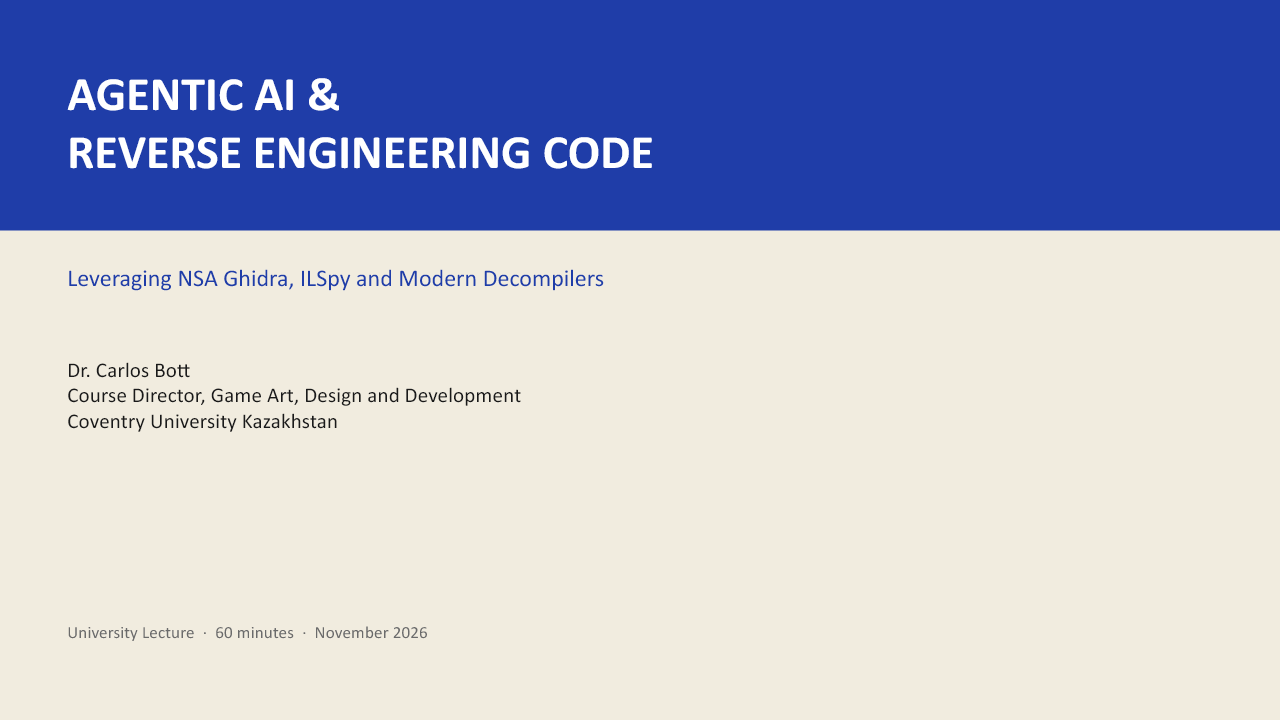 AGENTIC AI &
REVERSE ENGINEERING CODE
Leveraging NSA Ghidra, ILSpy and Modern Decompilers
Dr. Carlos Bott
Course Director, Game Art, Design and Development
Coventry University Kazakhstan
University Lecture · 60 minutes · November 2026